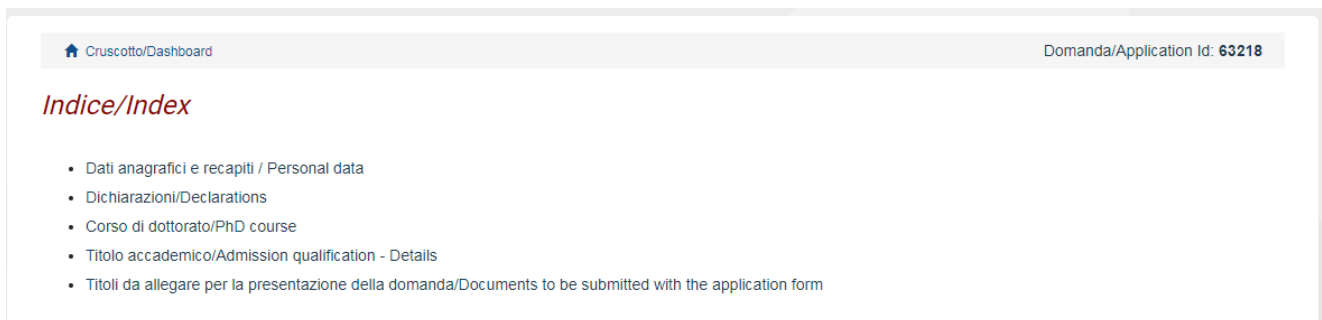 Cruscotto/Dashboard Domanda/Application Id: 63218
Indice/Index
Dati anagrafici e recapiti / Personal data
Dichiarazioni/Declarations
Corso di dottorato/PhD course
Titolo accademico/Admission qualification - Details
Titoli da allegare per la presentazione della domanda/Documents to be submitted with the application form